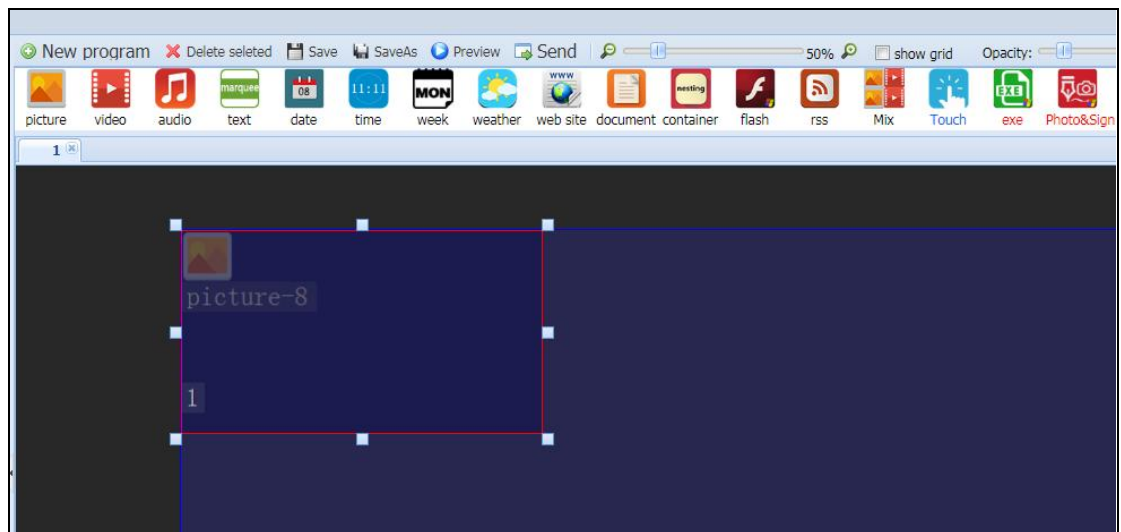 New program Delete seleted Save SaveAs Preview Send 50% show grid Opacity:
marquee 08 11:11 MON www nesting EXE
picture video audio text date time week weather web site document container flash rss Mix Touch exe Photo&Sign
1
picture-8
1